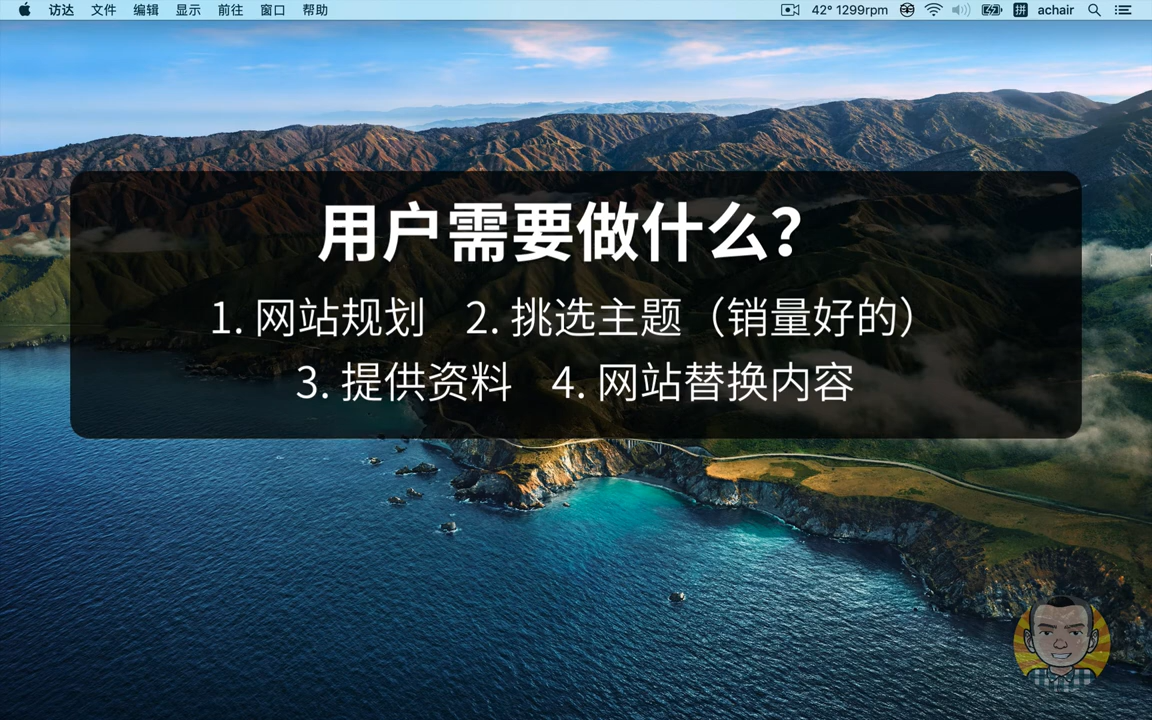 访达 文件 编辑 显示 前往 窗口 帮助 42° 1299rpm 拼 achair
用户需要做什么？
1. 网站规划 2. 挑选主题（销量好的）
3. 提供资料 4. 网站替换内容